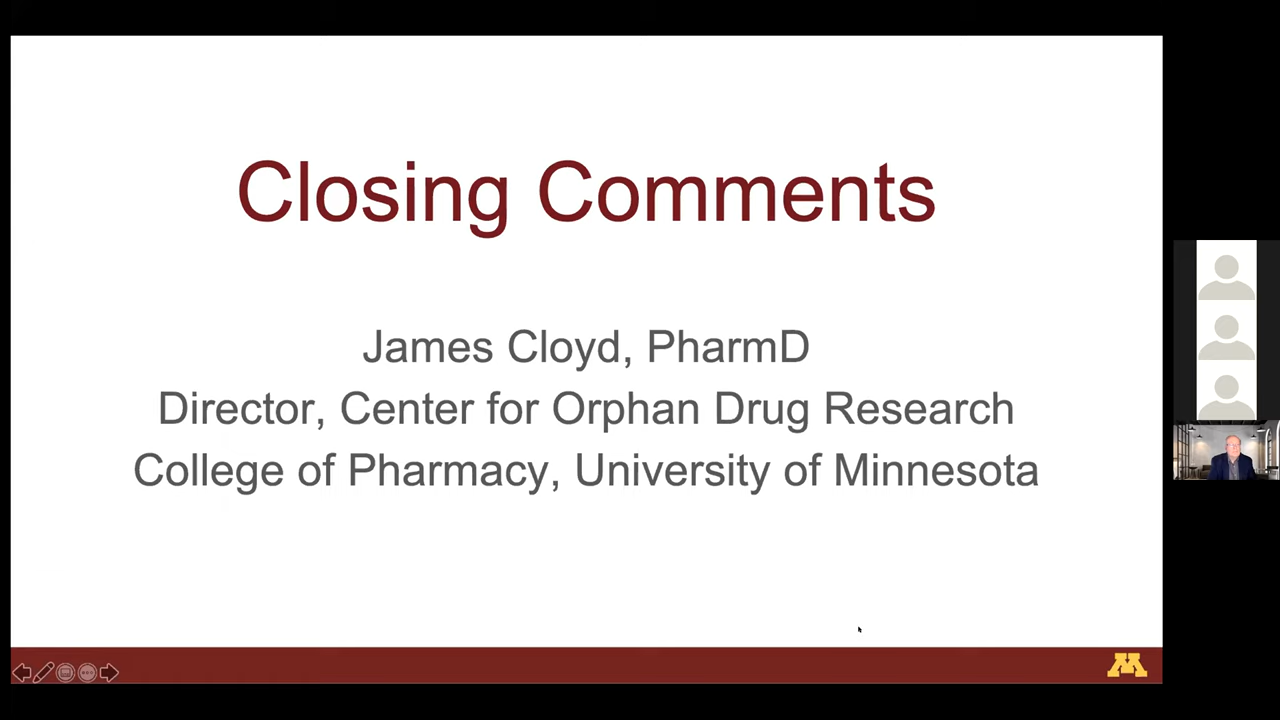 Closing Comments
James Cloyd, PharmD
Director, Center for Orphan Drug Research
College of Pharmacy, University of Minnesota
M